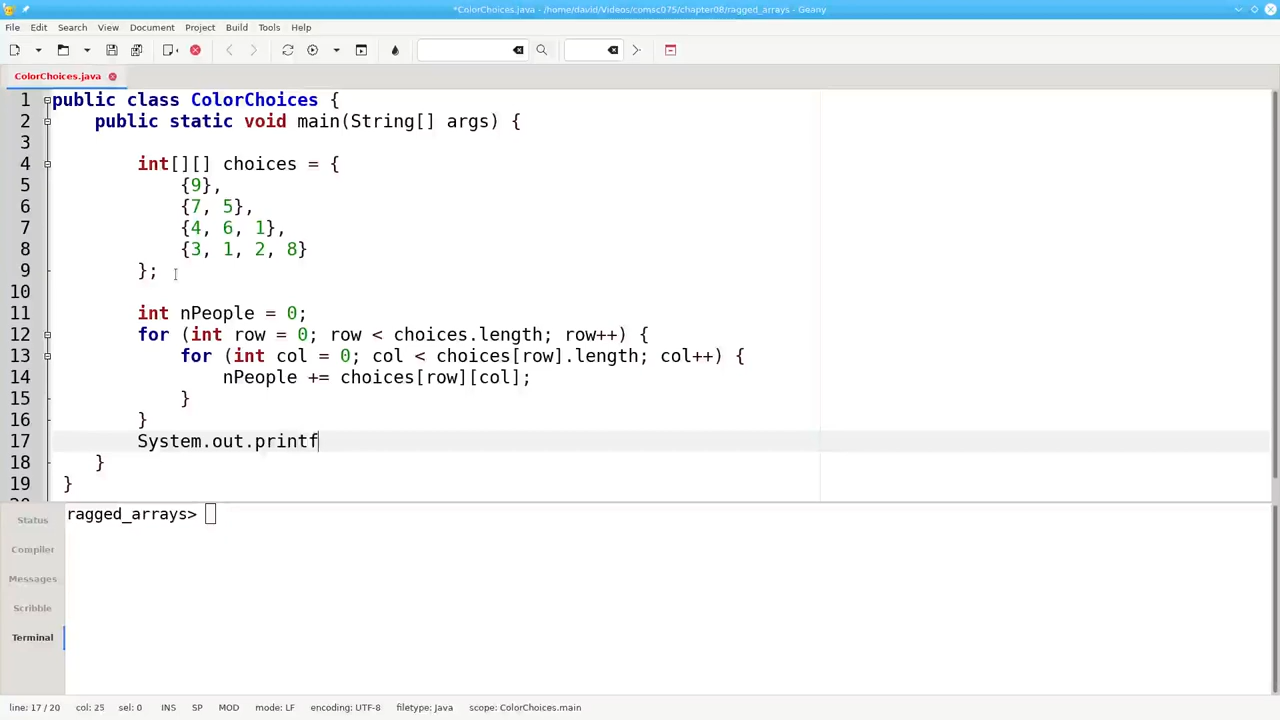 *ColorChoices.java - /home/david/Videos/comsc075/chapter08/ragged_arrays - Geany
File Edit Search View Document Project Build Tools Help
ColorChoices.java
1 public class ColorChoices {
2 public static void main(String[] args) {
3
4 int[][] choices = {
5 {9},
6 {7, 5},
7 {4, 6, 1},
8 {3, 1, 2, 8}
9 };
10
11 int nPeople = 0;
12 for (int row = 0; row < choices.length; row++) {
13 for (int col = 0; col < choices[row].length; col++) {
14 nPeople += choices[row][col];
15 }
16 }
17 System.out.printf
18 }
19 }
Status
Compiler
Messages
Scribble
Terminal
ragged_arrays>
line: 17 / 20 col: 25 sel: 0 INS SP MOD mode: LF encoding: UTF-8 filetype: Java scope: ColorChoices.main